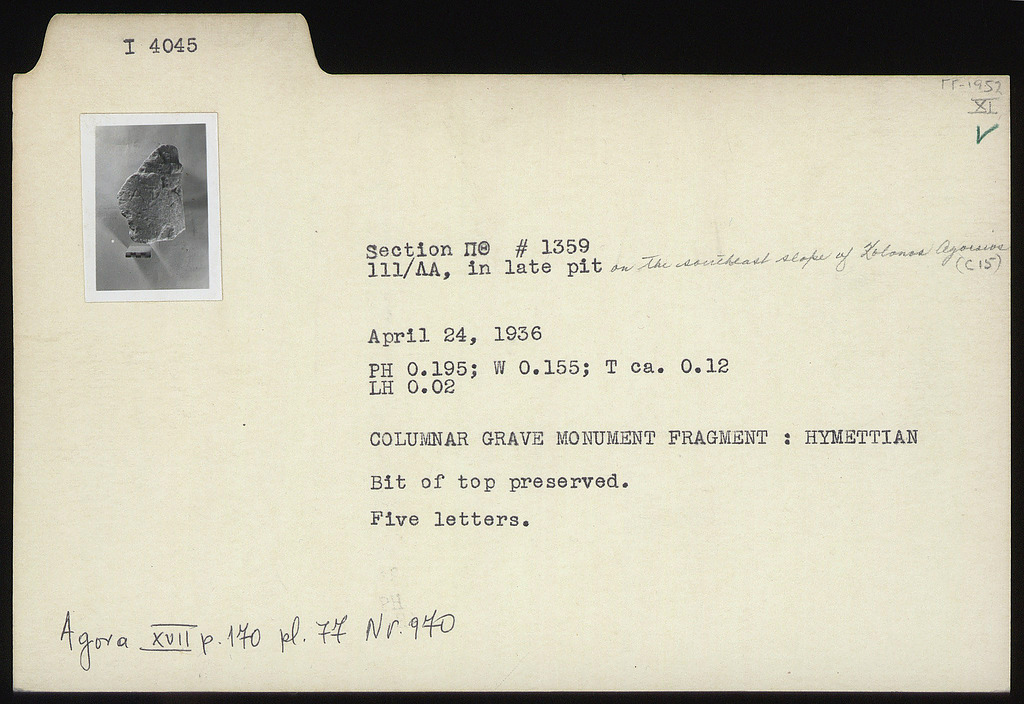 I 4045
ΓΓ-1952
XI
Section ΠΘ # 1359
111/ΛΑ, in late pit on the southeast slope of Kolonos Agoraios
(C 15)
April 24, 1936
PH 0.195; W 0.155; T ca. 0.12
LH 0.02
COLUMNAR GRAVE MONUMENT FRAGMENT : HYMETTIAN
Bit of top preserved.
Five letters.
Agora XVII p. 170 pl. 77 Nr. 970